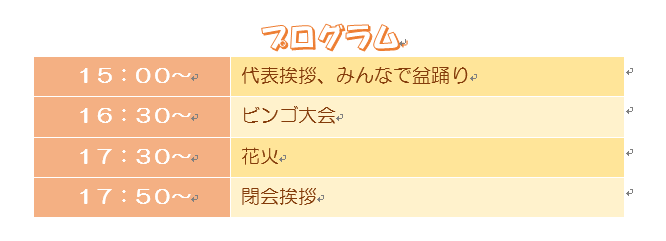 プログラム
１５：００～ 代表挨拶、みんなで盆踊り
１６：３０～ ビンゴ大会
１７：３０～ 花火
１７：５０～ 閉会挨拶